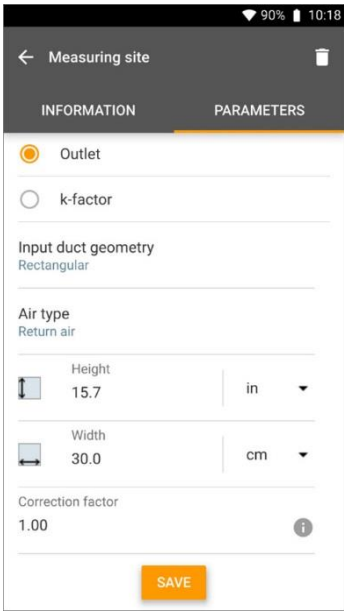 90% 10:18
Measuring site
INFORMATION PARAMETERS
Outlet
k-factor
Input duct geometry
Rectangular
Air type
Return air
Height
15.7 in
Width
30.0 cm
Correction factor
1.00
SAVE